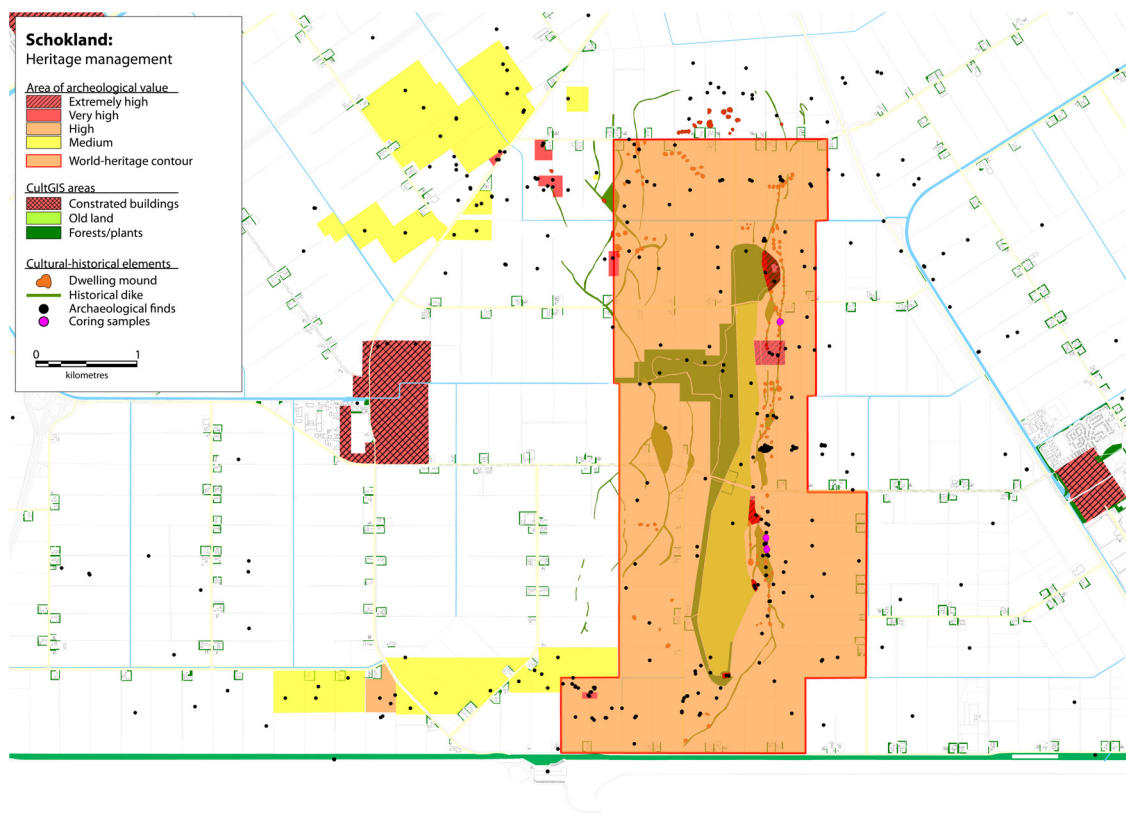 Schokland:
Heritage management
Area of archeological value
Extremely high
Very high
High
Medium
World-heritage contour
CultGIS areas
Constrated buildings
Old land
Forests/plants
Cultural-historical elements
Dwelling mound
Historical dike
Archaeological finds
Coring samples
0 1
kilometres